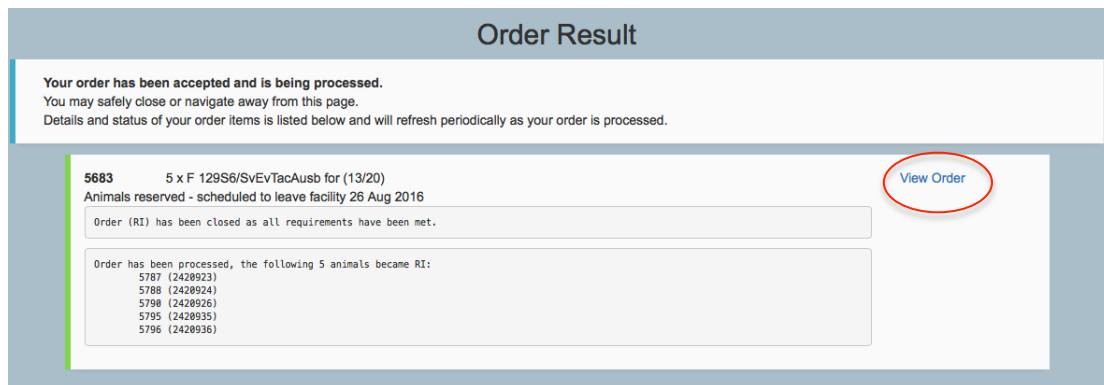 Order Result
Your order has been accepted and is being processed.
You may safely close or navigate away from this page.
Details and status of your order items is listed below and will refresh periodically as your order is processed.
5683 5 x F 129S6/SvEvTacAusb for (13/20) View Order
Animals reserved - scheduled to leave facility 26 Aug 2016
Order (RI) has been closed as all requirements have been met.
Order has been processed, the following 5 animals became RI:
5787 (2420923)
5788 (2420924)
5790 (2420926)
5795 (2420935)
5796 (2420936)